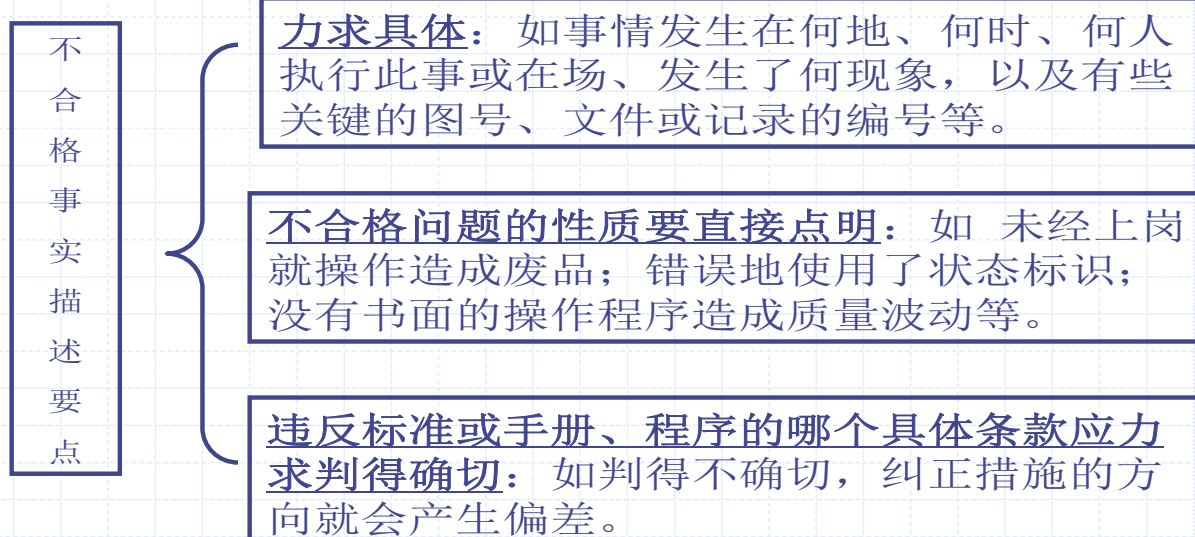 不合格事实描述要点
力求具体：如事情发生在何地、何时、何人
执行此事或在场、发生了何现象，以及有些
关键的图号、文件或记录的编号等。
不合格问题的性质要直接点明：如 未经上岗
就操作造成废品；错误地使用了状态标识；
没有书面的操作程序造成质量波动等。
违反标准或手册、程序的哪个具体条款应力
求判得确切：如判得不确切，纠正措施的方
向就会产生偏差。